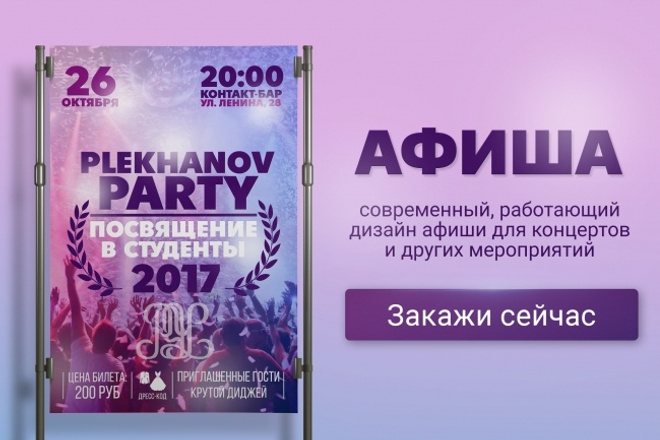 26
ОКТЯБРЯ
20:00
КОНТАКТ-БАР
УЛ. ЛЕНИНА, 28
PLEKHANOV
PARTY
ПОСВЯЩЕНИЕ
В СТУДЕНТЫ
2017
ЦЕНА БИЛЕТА:
200 РУБ
ДРЕСС-КОД
ПРИГЛАШЕННЫЕ ГОСТИ
КРУТОЙ ДИДЖЕЙ
АФИША
современный, работающий
дизайн афиши для концертов
и других мероприятий
Закажи сейчас